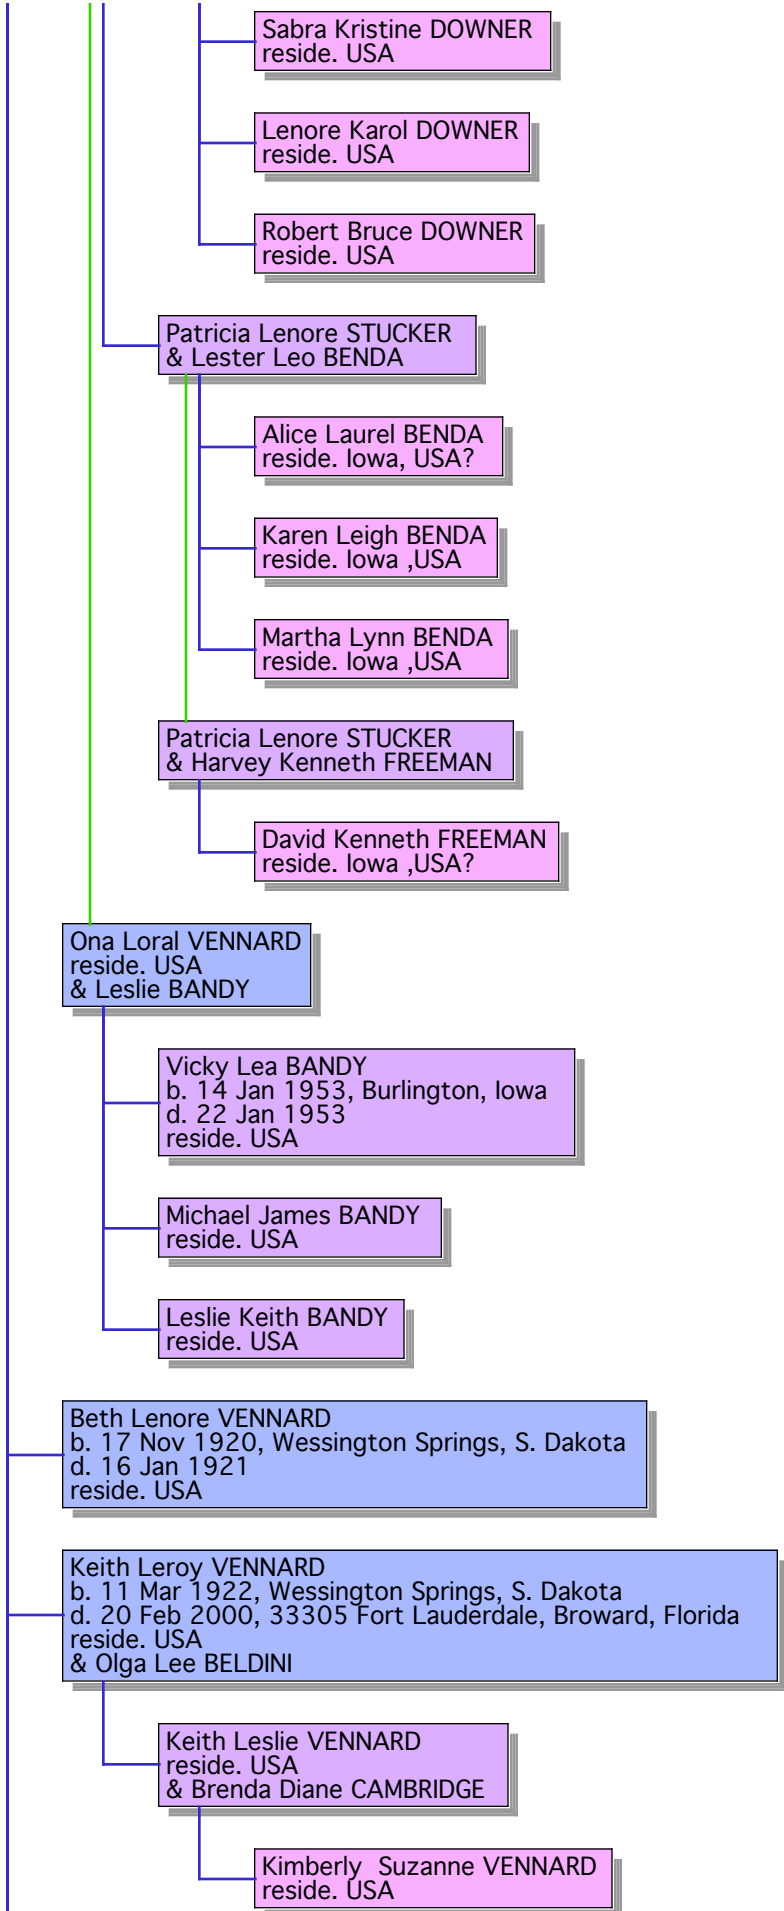 Sabra Kristine DOWNER
reside. USA
Lenore Karol DOWNER
reside. USA
Robert Bruce DOWNER
reside. USA
Patricia Lenore STUCKER
& Lester Leo BENDA
Alice Laurel BENDA
reside. Iowa, USA?
Karen Leigh BENDA
reside. Iowa ,USA
Martha Lynn BENDA
reside. Iowa ,USA
Patricia Lenore STUCKER
& Harvey Kenneth FREEMAN
David Kenneth FREEMAN
reside. Iowa ,USA?
Ona Loral VENNARD
reside. USA
& Leslie BANDY
Vicky Lea BANDY
b. 14 Jan 1953, Burlington, Iowa
d. 22 Jan 1953
reside. USA
Michael James BANDY
reside. USA
Leslie Keith BANDY
reside. USA
Beth Lenore VENNARD
b. 17 Nov 1920, Wessington Springs, S. Dakota
d. 16 Jan 1921
reside. USA
Keith Leroy VENNARD
b. 11 Mar 1922, Wessington Springs, S. Dakota
d. 20 Feb 2000, 33305 Fort Lauderdale, Broward, Florida
reside. USA
& Olga Lee BELDINI
Keith Leslie VENNARD
reside. USA
& Brenda Diane CAMBRIDGE
Kimberly  Suzanne VENNARD
reside. USA